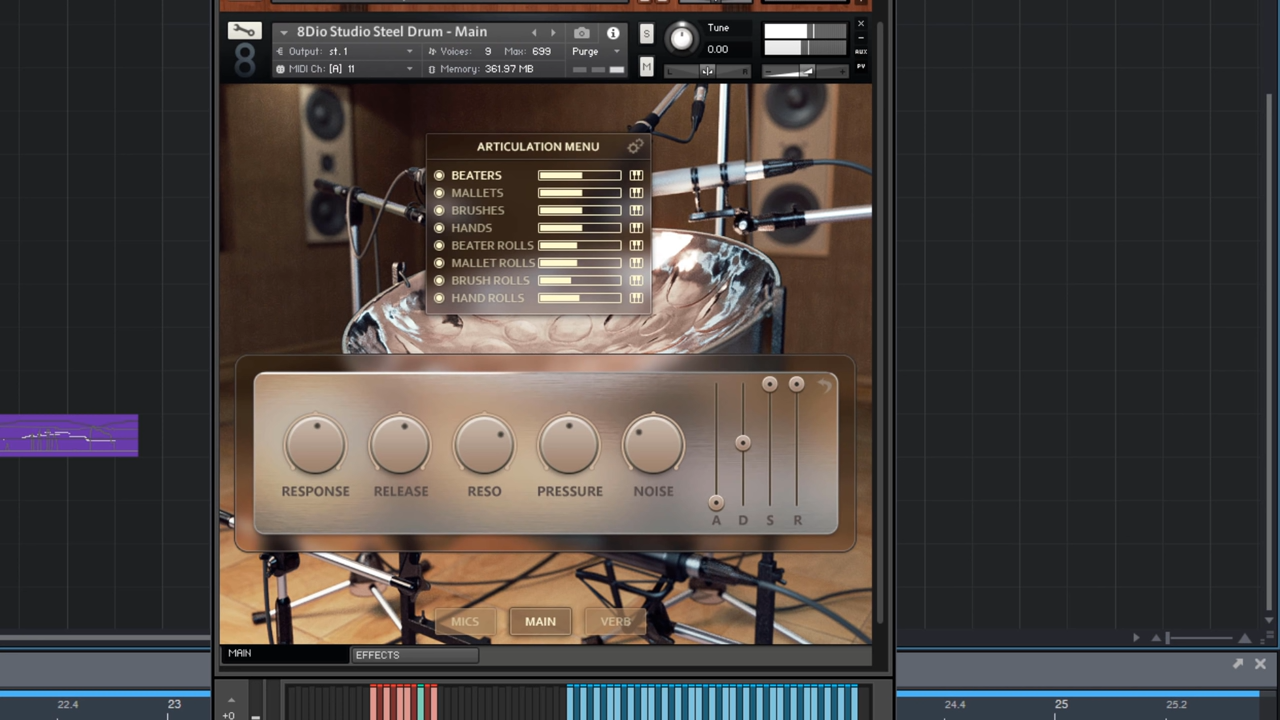 8Dio Studio Steel Drum - Main
S
Tune
Output: st. 1
Voices: 9 Max: 699
Purge
0.00
AUX
MIDI Ch: [A] 11
Memory: 361.97 MB
M
L
R
PV
8
ARTICULATION MENU
BEATERS
MALLETS
BRUSHES
HANDS
BEATER ROLLS
MALLET ROLLS
BRUSH ROLLS
HAND ROLLS
RESPONSE RELEASE RESO PRESSURE NOISE
A D S R
MICS MAIN VERB
MAIN EFFECTS
22.4 23 24.4 25 25.2
+0